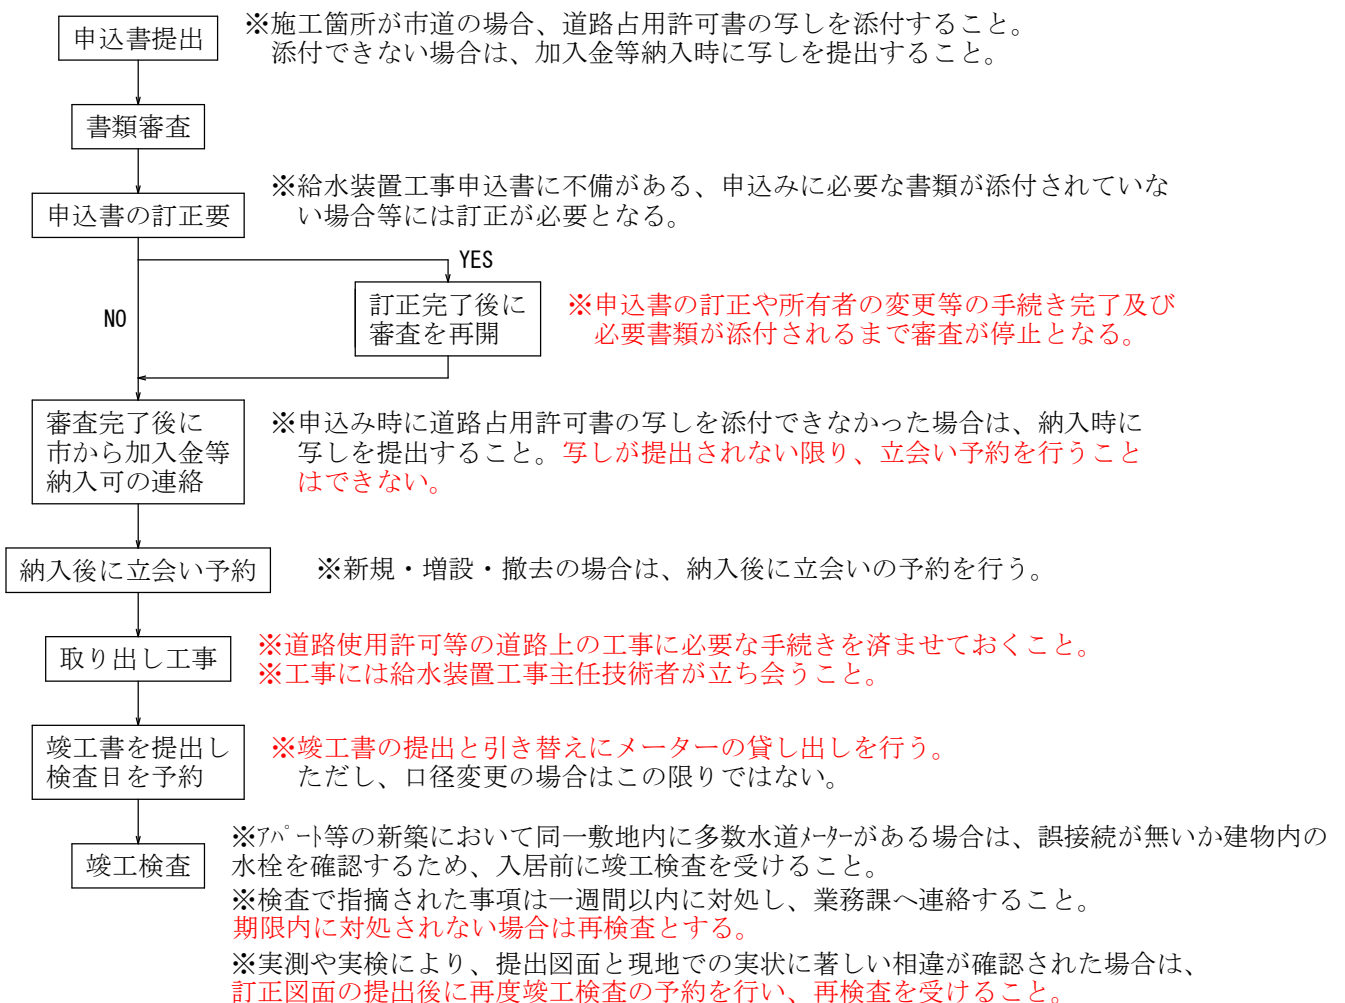 申込書提出
※施工箇所が市道の場合、道路占用許可書の写しを添付すること。
添付できない場合は、加入金等納入時に写しを提出すること。
書類審査
※給水装置工事申込書に不備がある、申込みに必要な書類が添付されていな
い場合等には訂正が必要となる。
申込書の訂正要
YES
NO
訂正完了後に
審査を再開
※申込書の訂正や所有者の変更等の手続き完了及び
必要書類が添付されるまで審査が停止となる。
審査完了後に
市から加入金等
納入可の連絡
※申込み時に道路占用許可書の写しを添付できなかった場合は、納入時に
写しを提出すること。写しが提出されない限り、立会い予約を行うこと
はできない。
納入後に立会い予約
※新規・増設・撤去の場合は、納入後に立会いの予約を行う。
取り出し工事
※道路使用許可等の道路上の工事に必要な手続きを済ませておくこと。
※工事には給水装置工事主任技術者が立ち会うこと。
竣工書を提出し
検査日を予約
※竣工書の提出と引き替えにメーターの貸し出しを行う。
ただし、口径変更の場合はこの限りではない。
竣工検査
※ｱﾊﾟｰﾄ等の新築において同一敷地内に多数水道ﾒｰﾀｰがある場合は、誤接続が無いか建物内の
水栓を確認するため、入居前に竣工検査を受けること。
※検査で指摘された事項は一週間以内に対処し、業務課へ連絡すること。
期限内に対処されない場合は再検査とする。
※実測や実検により、提出図面と現地での実状に著しい相違が確認された場合は、
訂正図面の提出後に再度竣工検査の予約を行い、再検査を受けること。